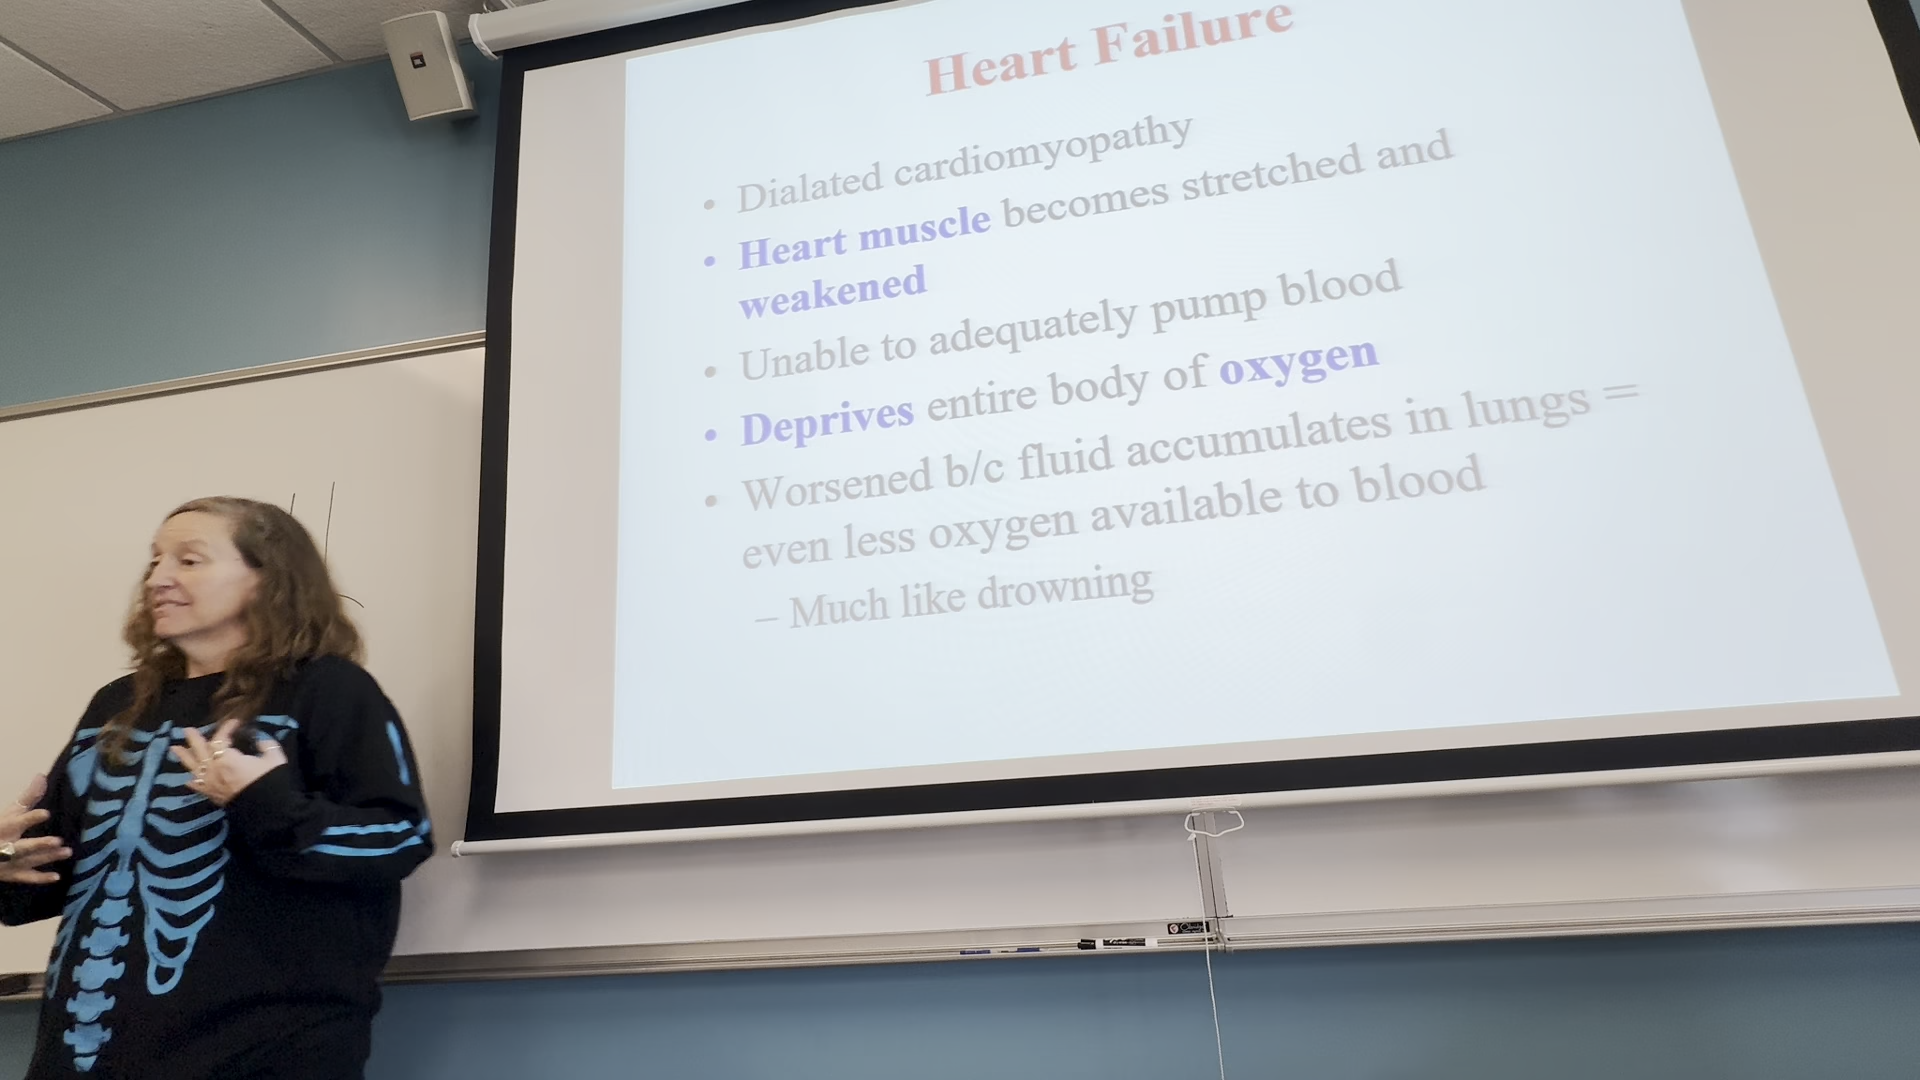 Heart Failure
• Dialated cardiomyopathy
• Heart muscle becomes stretched and
weakened
• Unable to adequately pump blood
• Deprives entire body of oxygen
• Worsened b/c fluid accumulates in lungs =
even less oxygen available to blood
– Much like drowning